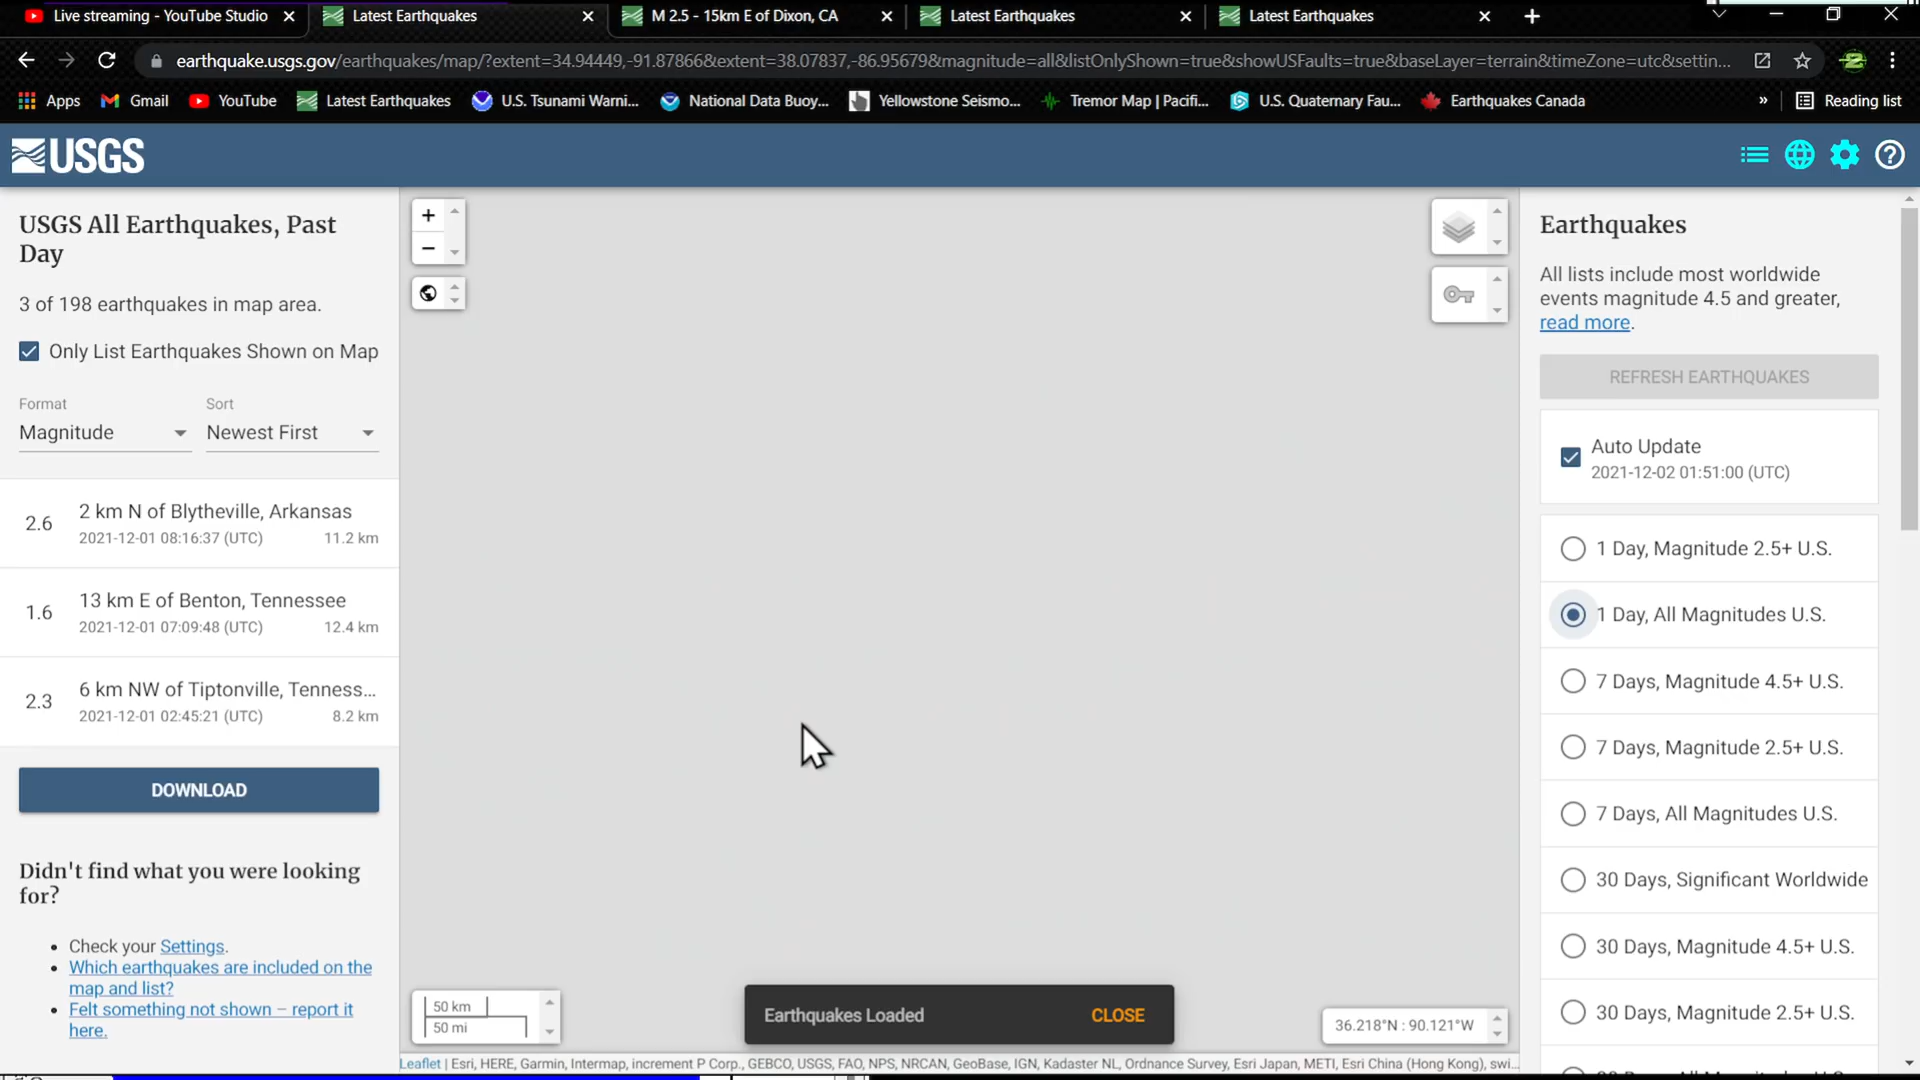 Live streaming - YouTube Studio
Latest Earthquakes
M 2.5 - 15km E of Dixon, CA
Latest Earthquakes
Latest Earthquakes
earthquake.usgs.gov/earthquakes/map/?extent=34.94449,-91.87866&extent=38.07837,-86.95679&magnitude=all&listOnlyShown=true&showUSFaults=true&baseLayer=terrain&timeZone=utc&settin...
Apps
Gmail
YouTube
Latest Earthquakes
U.S. Tsunami Warni...
National Data Buoy...
Yellowstone Seismo...
Tremor Map | Pacifi...
U.S. Quaternary Fau...
Earthquakes Canada
»
Reading list
USGS
USGS All Earthquakes, Past
Day
3 of 198 earthquakes in map area.
Only List Earthquakes Shown on Map
Format
Sort
Magnitude
Newest First
2.6
2 km N of Blytheville, Arkansas
2021-12-01 08:16:37 (UTC)
11.2 km
1.6
13 km E of Benton, Tennessee
2021-12-01 07:09:48 (UTC)
12.4 km
2.3
6 km NW of Tiptonville, Tenness...
2021-12-01 02:45:21 (UTC)
8.2 km
DOWNLOAD
Didn't find what you were looking
for?
Check your Settings.
Which earthquakes are included on the
map and list?
Felt something not shown – report it
here.
+
−
50 km
50 mi
Earthquakes Loaded
CLOSE
36.218°N : 90.121°W
Leaflet | Esri, HERE, Garmin, Intermap, increment P Corp., GEBCO, USGS, FAO, NPS, NRCAN, GeoBase, IGN, Kadaster NL, Ordnance Survey, Esri Japan, METI, Esri China (Hong Kong), swi...
Earthquakes
All lists include most worldwide
events magnitude 4.5 and greater,
read more.
REFRESH EARTHQUAKES
Auto Update
2021-12-02 01:51:00 (UTC)
1 Day, Magnitude 2.5+ U.S.
1 Day, All Magnitudes U.S.
7 Days, Magnitude 4.5+ U.S.
7 Days, Magnitude 2.5+ U.S.
7 Days, All Magnitudes U.S.
30 Days, Significant Worldwide
30 Days, Magnitude 4.5+ U.S.
30 Days, Magnitude 2.5+ U.S.